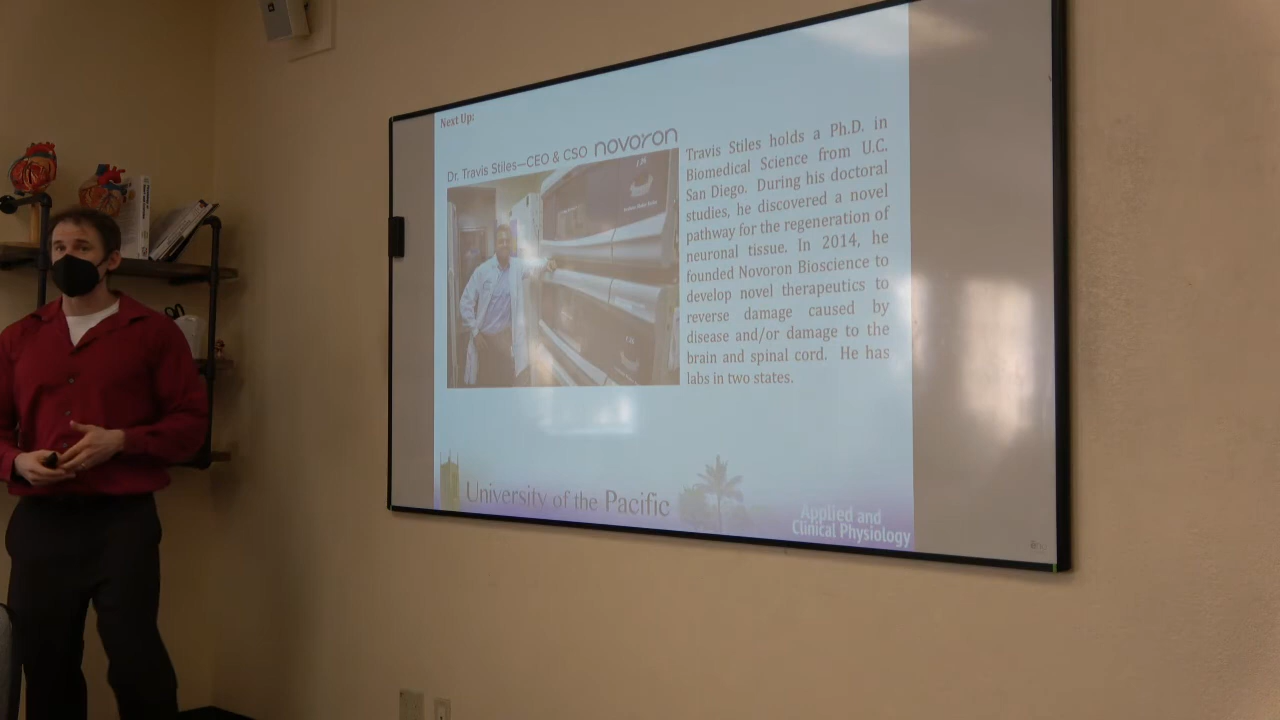 Next Up:
Dr. Travis Stiles—CEO & CSO novoron
Travis Stiles holds a Ph.D. in
Biomedical Science from U.C.
San Diego. During his doctoral
studies, he discovered a novel
pathway for the regeneration of
neuronal tissue. In 2014, he
founded Novoron Bioscience to
develop novel therapeutics to
reverse damage caused by
disease and/or damage to the
brain and spinal cord. He has
labs in two states.
University of the Pacific
Applied and
Clinical Physiology